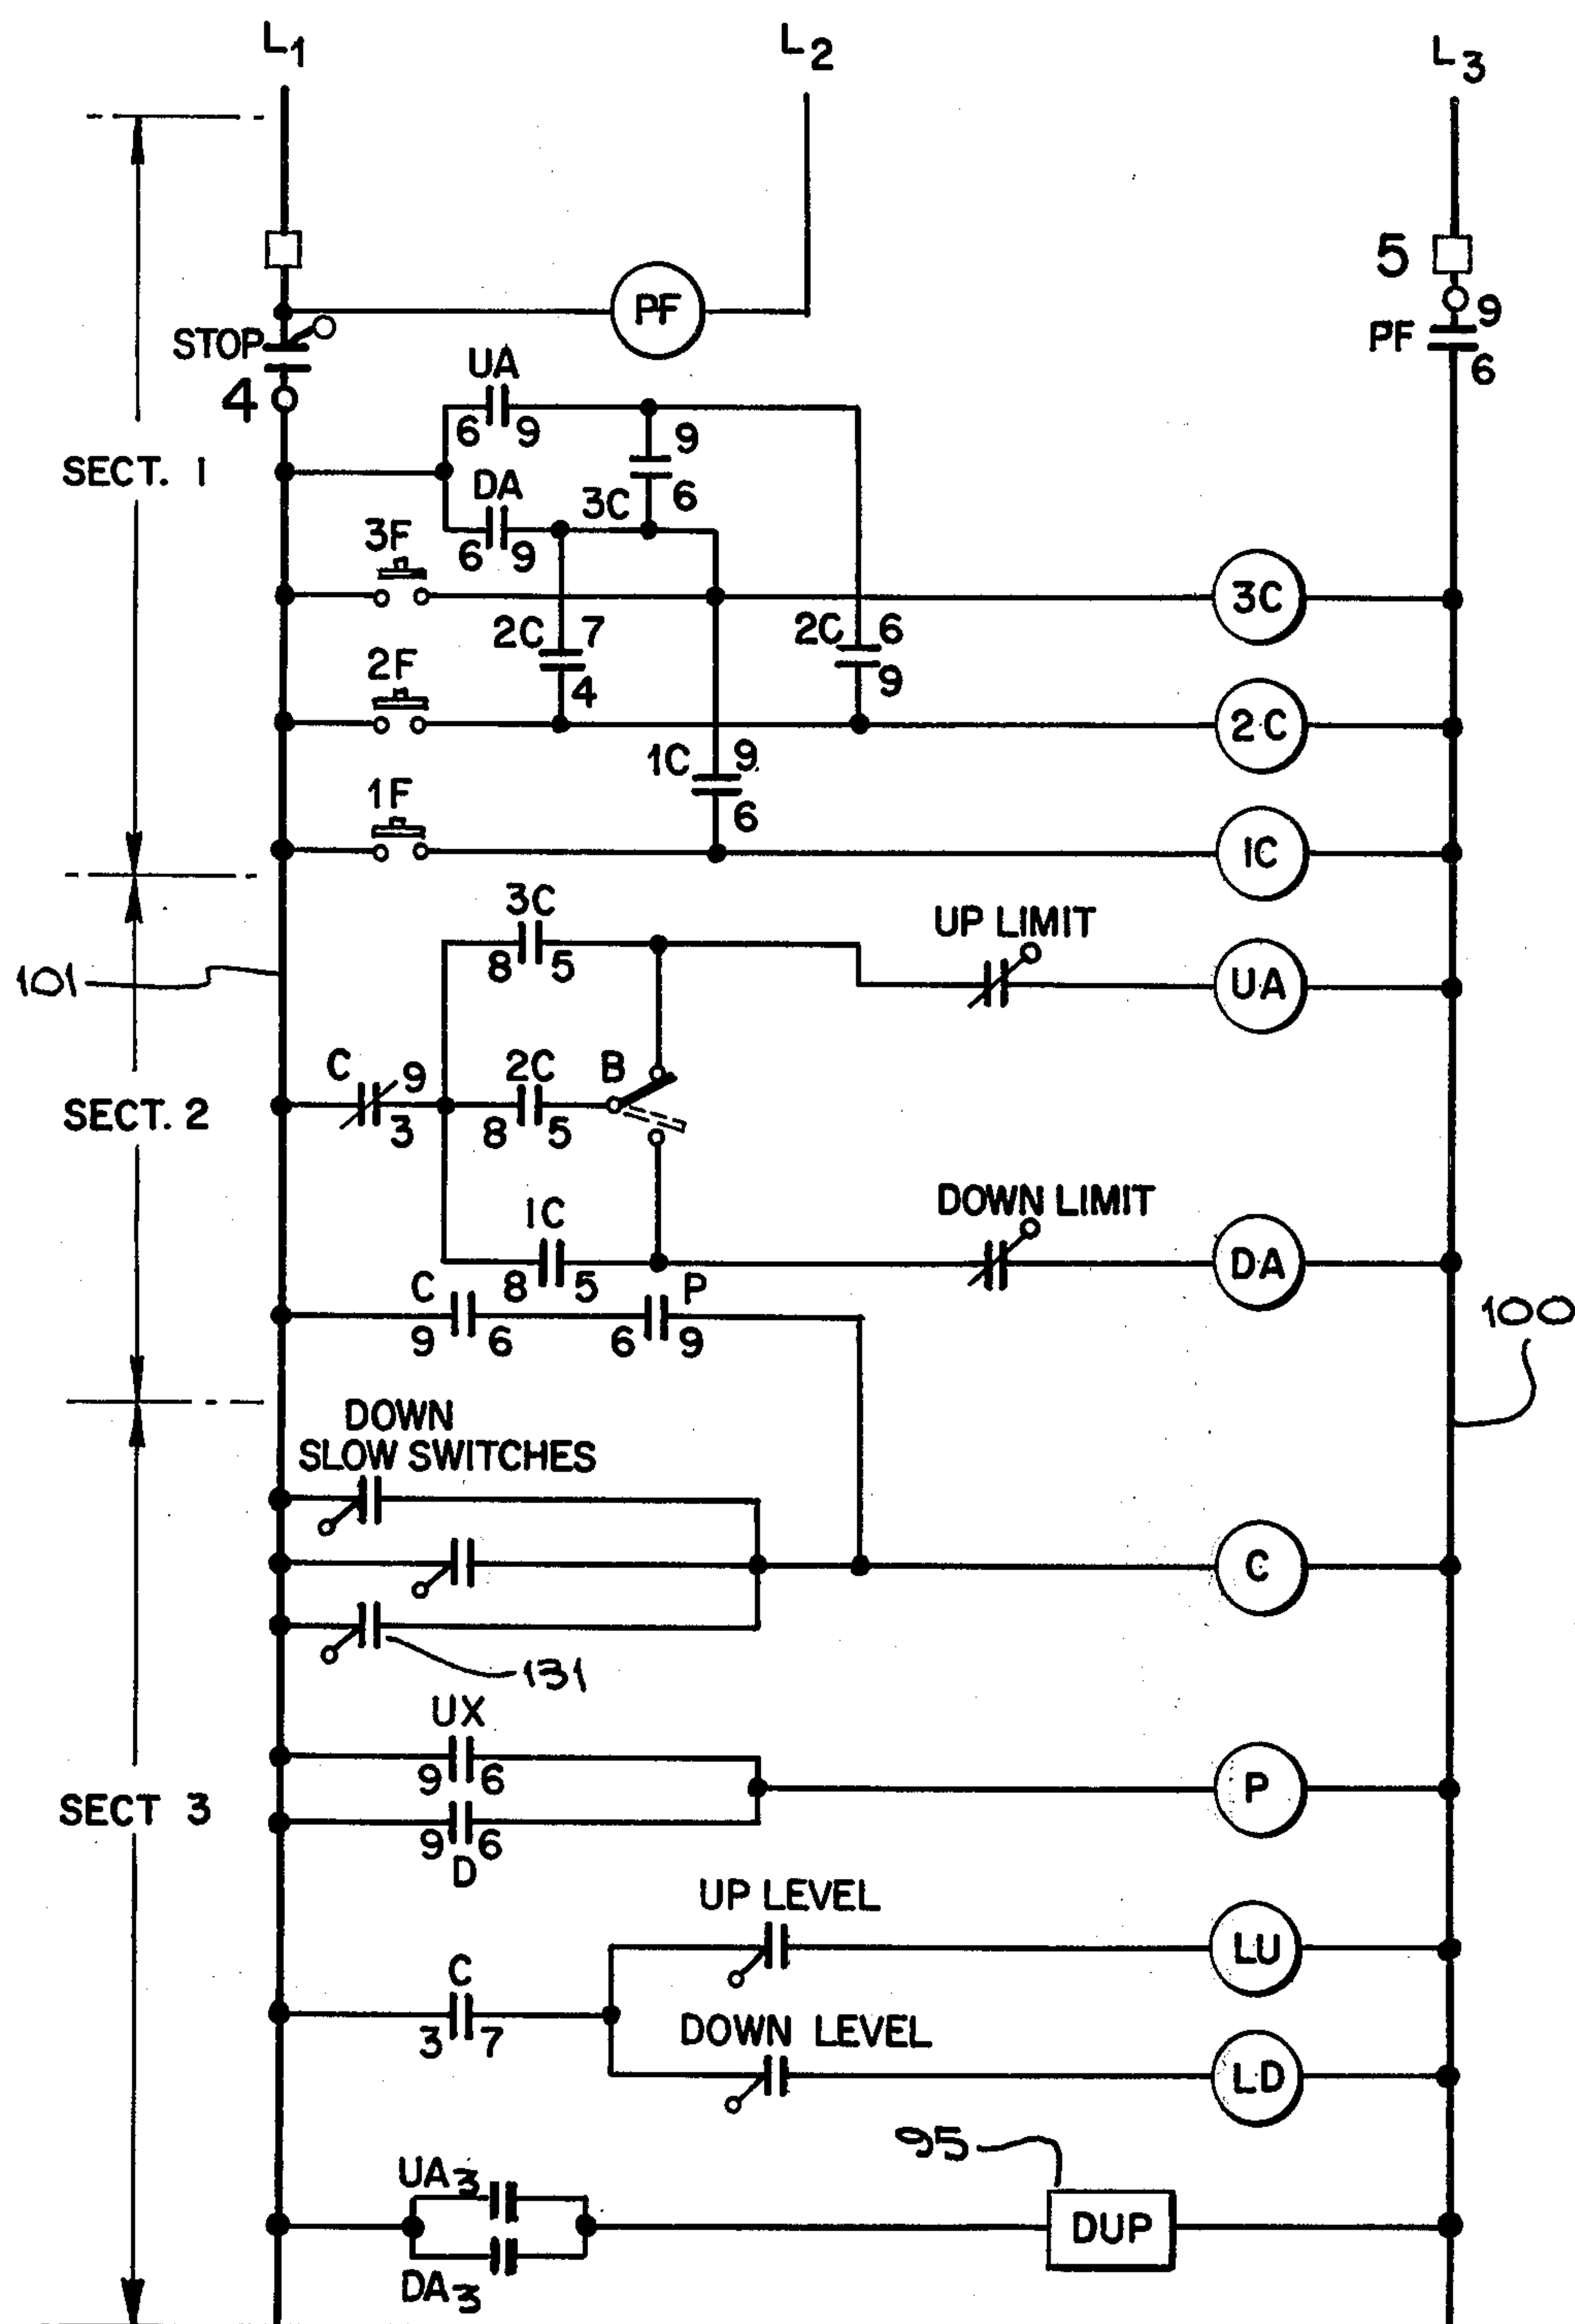 L1
L2
L3
5
PF
9
PF
6
STOP
4
UA
6 9
9
3C
6
SECT. 1
DA
6 9
3F
3C
2C 7
4
2C 6
9
2F
2C
1C 9
6
1F
1C
3C
8 5
UP LIMIT
UA
101
C 9
3
2C
8 5
B
SECT. 2
1C
8 5
DOWN LIMIT
DA
C
9 6
P
6 9
100
DOWN
SLOW SWITCHES
C
131
UX
9 6
P
SECT 3
9 6
D
UP LEVEL
LU
C
3 7
DOWN LEVEL
LD
95
UA3
DUP
DA3